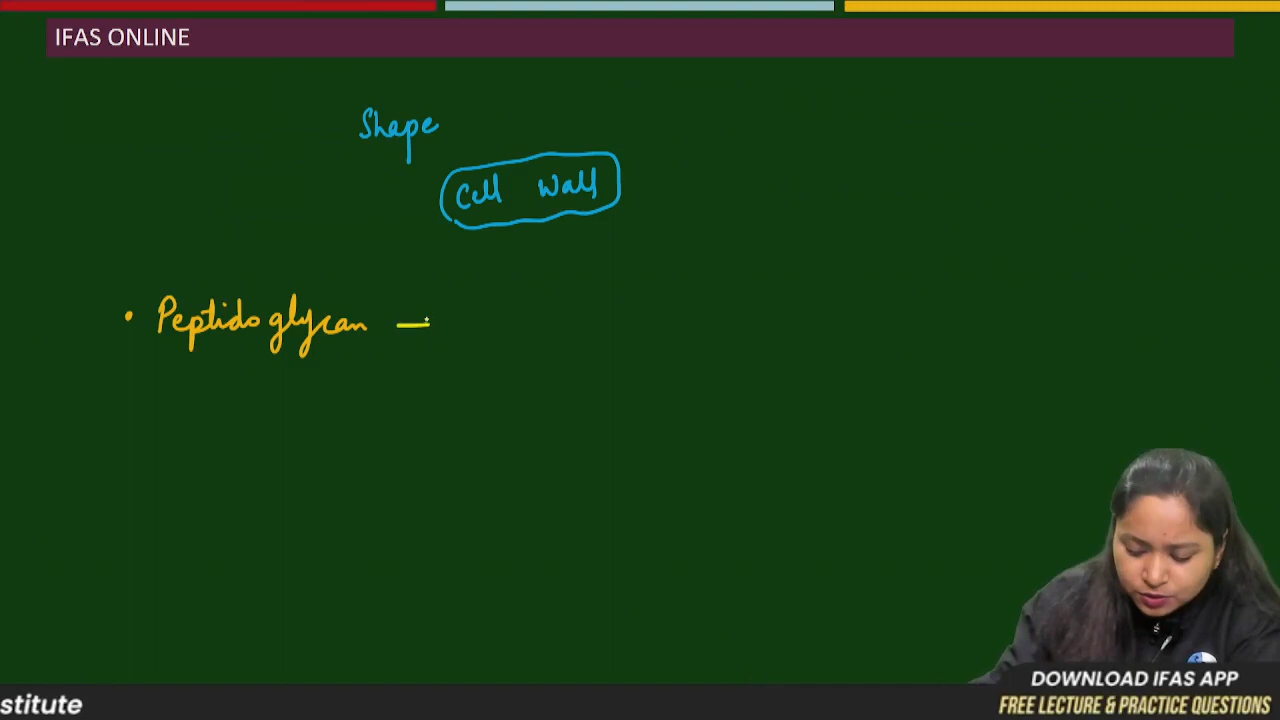 IFAS ONLINE
Shape
Cell Wall
• Peptidoglycan —
DOWNLOAD IFAS APP
stitute
FREE LECTURE & PRACTICE QUESTIONS